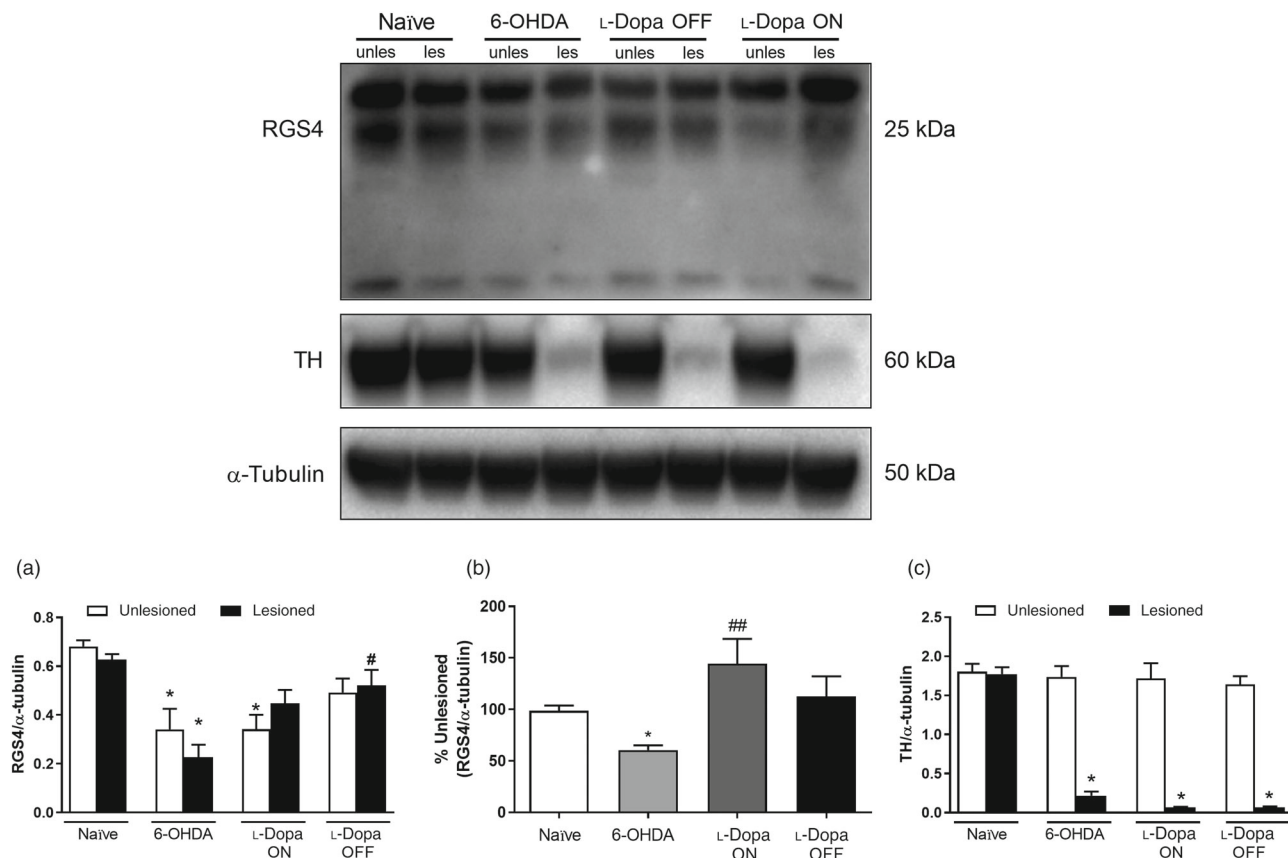 Naïve 6-OHDA L-Dopa OFF L-Dopa ON
unles les unles les unles les unles les
RGS4 25 kDa
TH 60 kDa
α-Tubulin 50 kDa
(a)
Unlesioned Lesioned
RGS4/α-tubulin
0.8
0.6
0.4
0.2
0.0
* * * #
Naïve 6-OHDA L-Dopa ON L-Dopa OFF
(b)
% Unlesioned
(RGS4/α-tubulin)
200
150
100
50
0
* ##
Naïve 6-OHDA L-Dopa ON L-Dopa OFF
(c)
Unlesioned Lesioned
TH/α-tubulin
2.5
2.0
1.5
1.0
0.5
0.0
* * *
Naïve 6-OHDA L-Dopa ON L-Dopa OFF